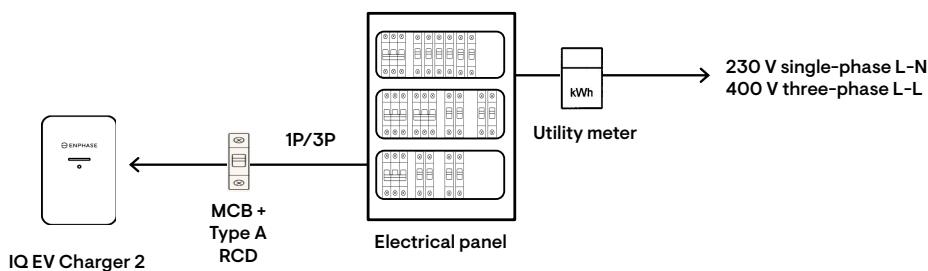 230 V single-phase L-N
400 V three-phase L-L
kWh
Utility meter
ENPHASE
1P/3P
MCB +
Type A
RCD
Electrical panel
IQ EV Charger 2